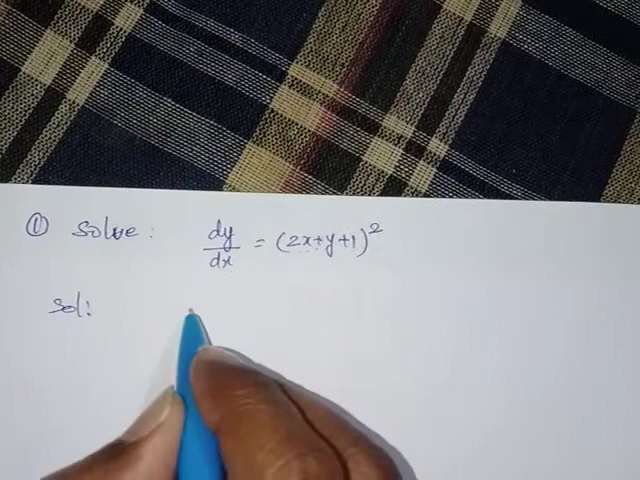 ① Solve: dy/dx = (2x+y+1)²
Sol: